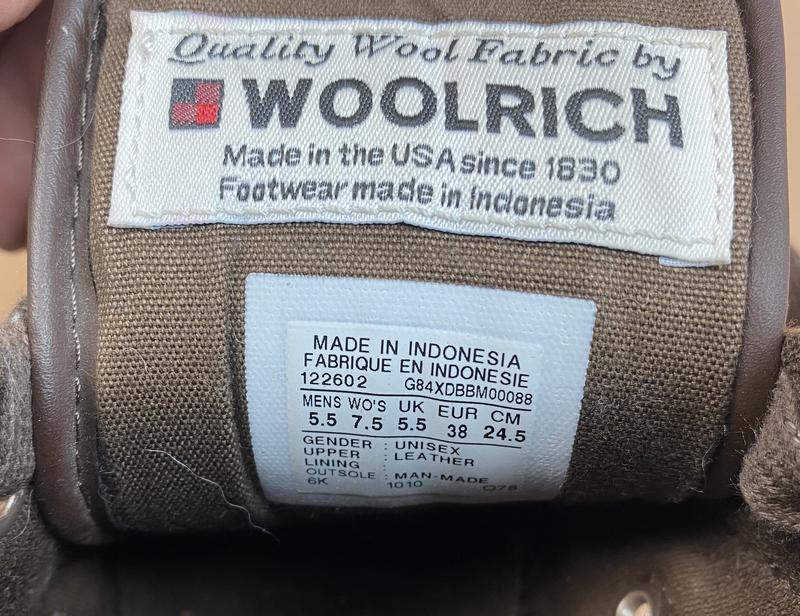 Quality Wool Fabric by
WOOLRICH
Made in the USA since 1830
Footwear made in Indonesia
MADE IN INDONESIA
FABRIQUE EN INDONESIE
122602 G84XDBBM00088
MENS WO'S UK EUR CM
5.5 7.5 5.5 38 24.5
GENDER : UNISEX
UPPER : LEATHER
LINING :
OUTSOLE : MAN-MADE
6K 1010 O78